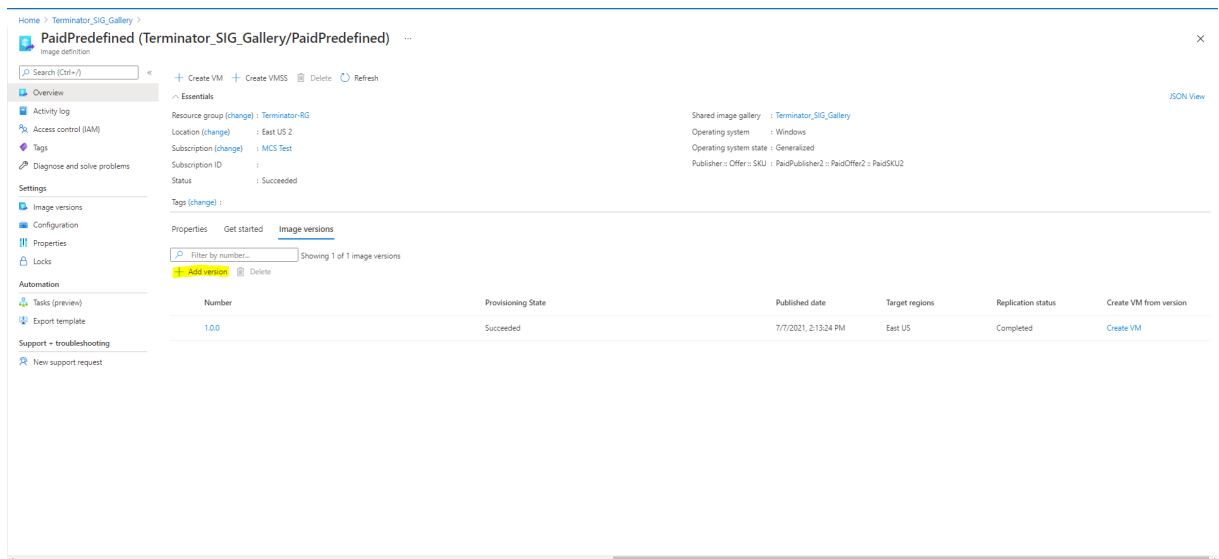 Home > Terminator_SIG_Gallery >
PaidPredefined (Terminator_SIG_Gallery/PaidPredefined) ...
Image definition
Search (Ctrl+/) «
Overview
Activity log
Access control (IAM)
Tags
Diagnose and solve problems
Settings
Image versions
Configuration
Properties
Locks
Automation
Tasks (preview)
Export template
Support + troubleshooting
New support request
+ Create VM + Create VMSS Delete Refresh
Essentials JSON View
Resource group (change) : Terminator-RG
Location (change) : East US 2
Subscription (change) : MCS Test
Subscription ID :
Status : Succeeded
Shared image gallery : Terminator_SIG_Gallery
Operating system : Windows
Operating system state : Generalized
Publisher :: Offer :: SKU : PaidPublisher2 :: PaidOffer2 :: PaidSKU2
Tags (change) :
Properties Get started Image versions
Filter by number... Showing 1 of 1 image versions
+ Add version Delete
Number Provisioning State Published date Target regions Replication status Create VM from version
1.0.0 Succeeded 7/7/2021, 2:13:24 PM East US Completed Create VM